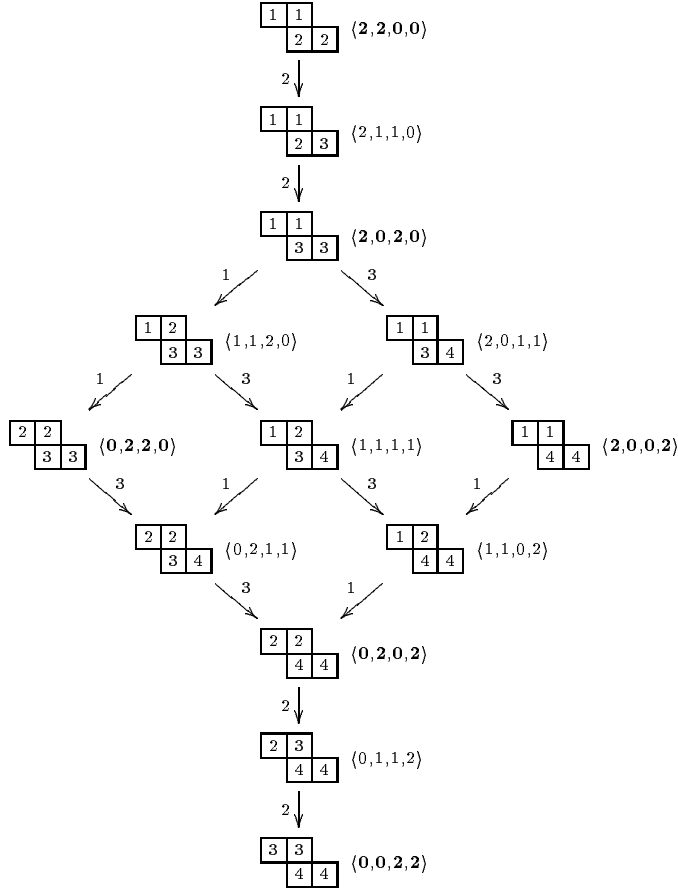 1 1
2 2 ⟨2,2,0,0⟩
2
1 1
2 3 ⟨2,1,1,0⟩
2
1 1
3 3 ⟨2,0,2,0⟩
1 3
1 2 1 1
3 3 ⟨1,1,2,0⟩ 3 4 ⟨2,0,1,1⟩
1 3 1 3
2 2 1 2 1 1
3 3 ⟨0,2,2,0⟩ 3 4 ⟨1,1,1,1⟩ 4 4 ⟨2,0,0,2⟩
3 1 3 1
2 2 1 2
3 4 ⟨0,2,1,1⟩ 4 4 ⟨1,1,0,2⟩
3 1
2 2
4 4 ⟨0,2,0,2⟩
2
2 3
4 4 ⟨0,1,1,2⟩
2
3 3
4 4 ⟨0,0,2,2⟩